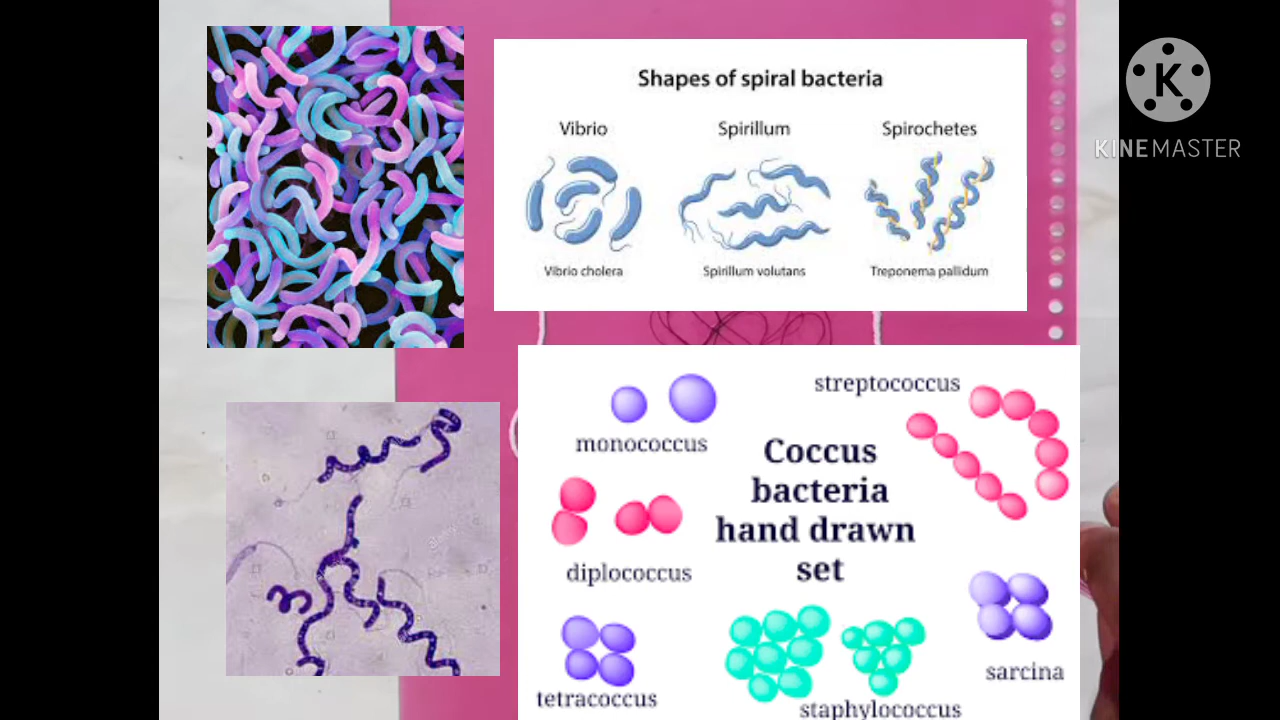 Shapes of spiral bacteria
Vibrio Spirillum Spirochetes
Vibrio cholera Spirillum volutans Treponema pallidum
K
KINEMASTER
streptococcus
monococcus
Coccus
bacteria
hand drawn
set
diplococcus
sarcina
tetracoccus
staphylococcus